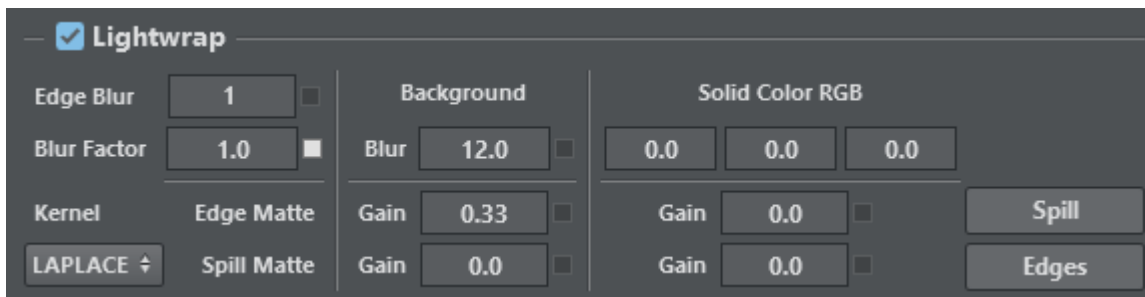 Lightwrap
Edge Blur 1 Background Solid Color RGB
Blur Factor 1.0 Blur 12.0 0.0 0.0 0.0
Kernel Edge Matte Gain 0.33 Gain 0.0 Spill
LAPLACE Spill Matte Gain 0.0 Gain 0.0 Edges